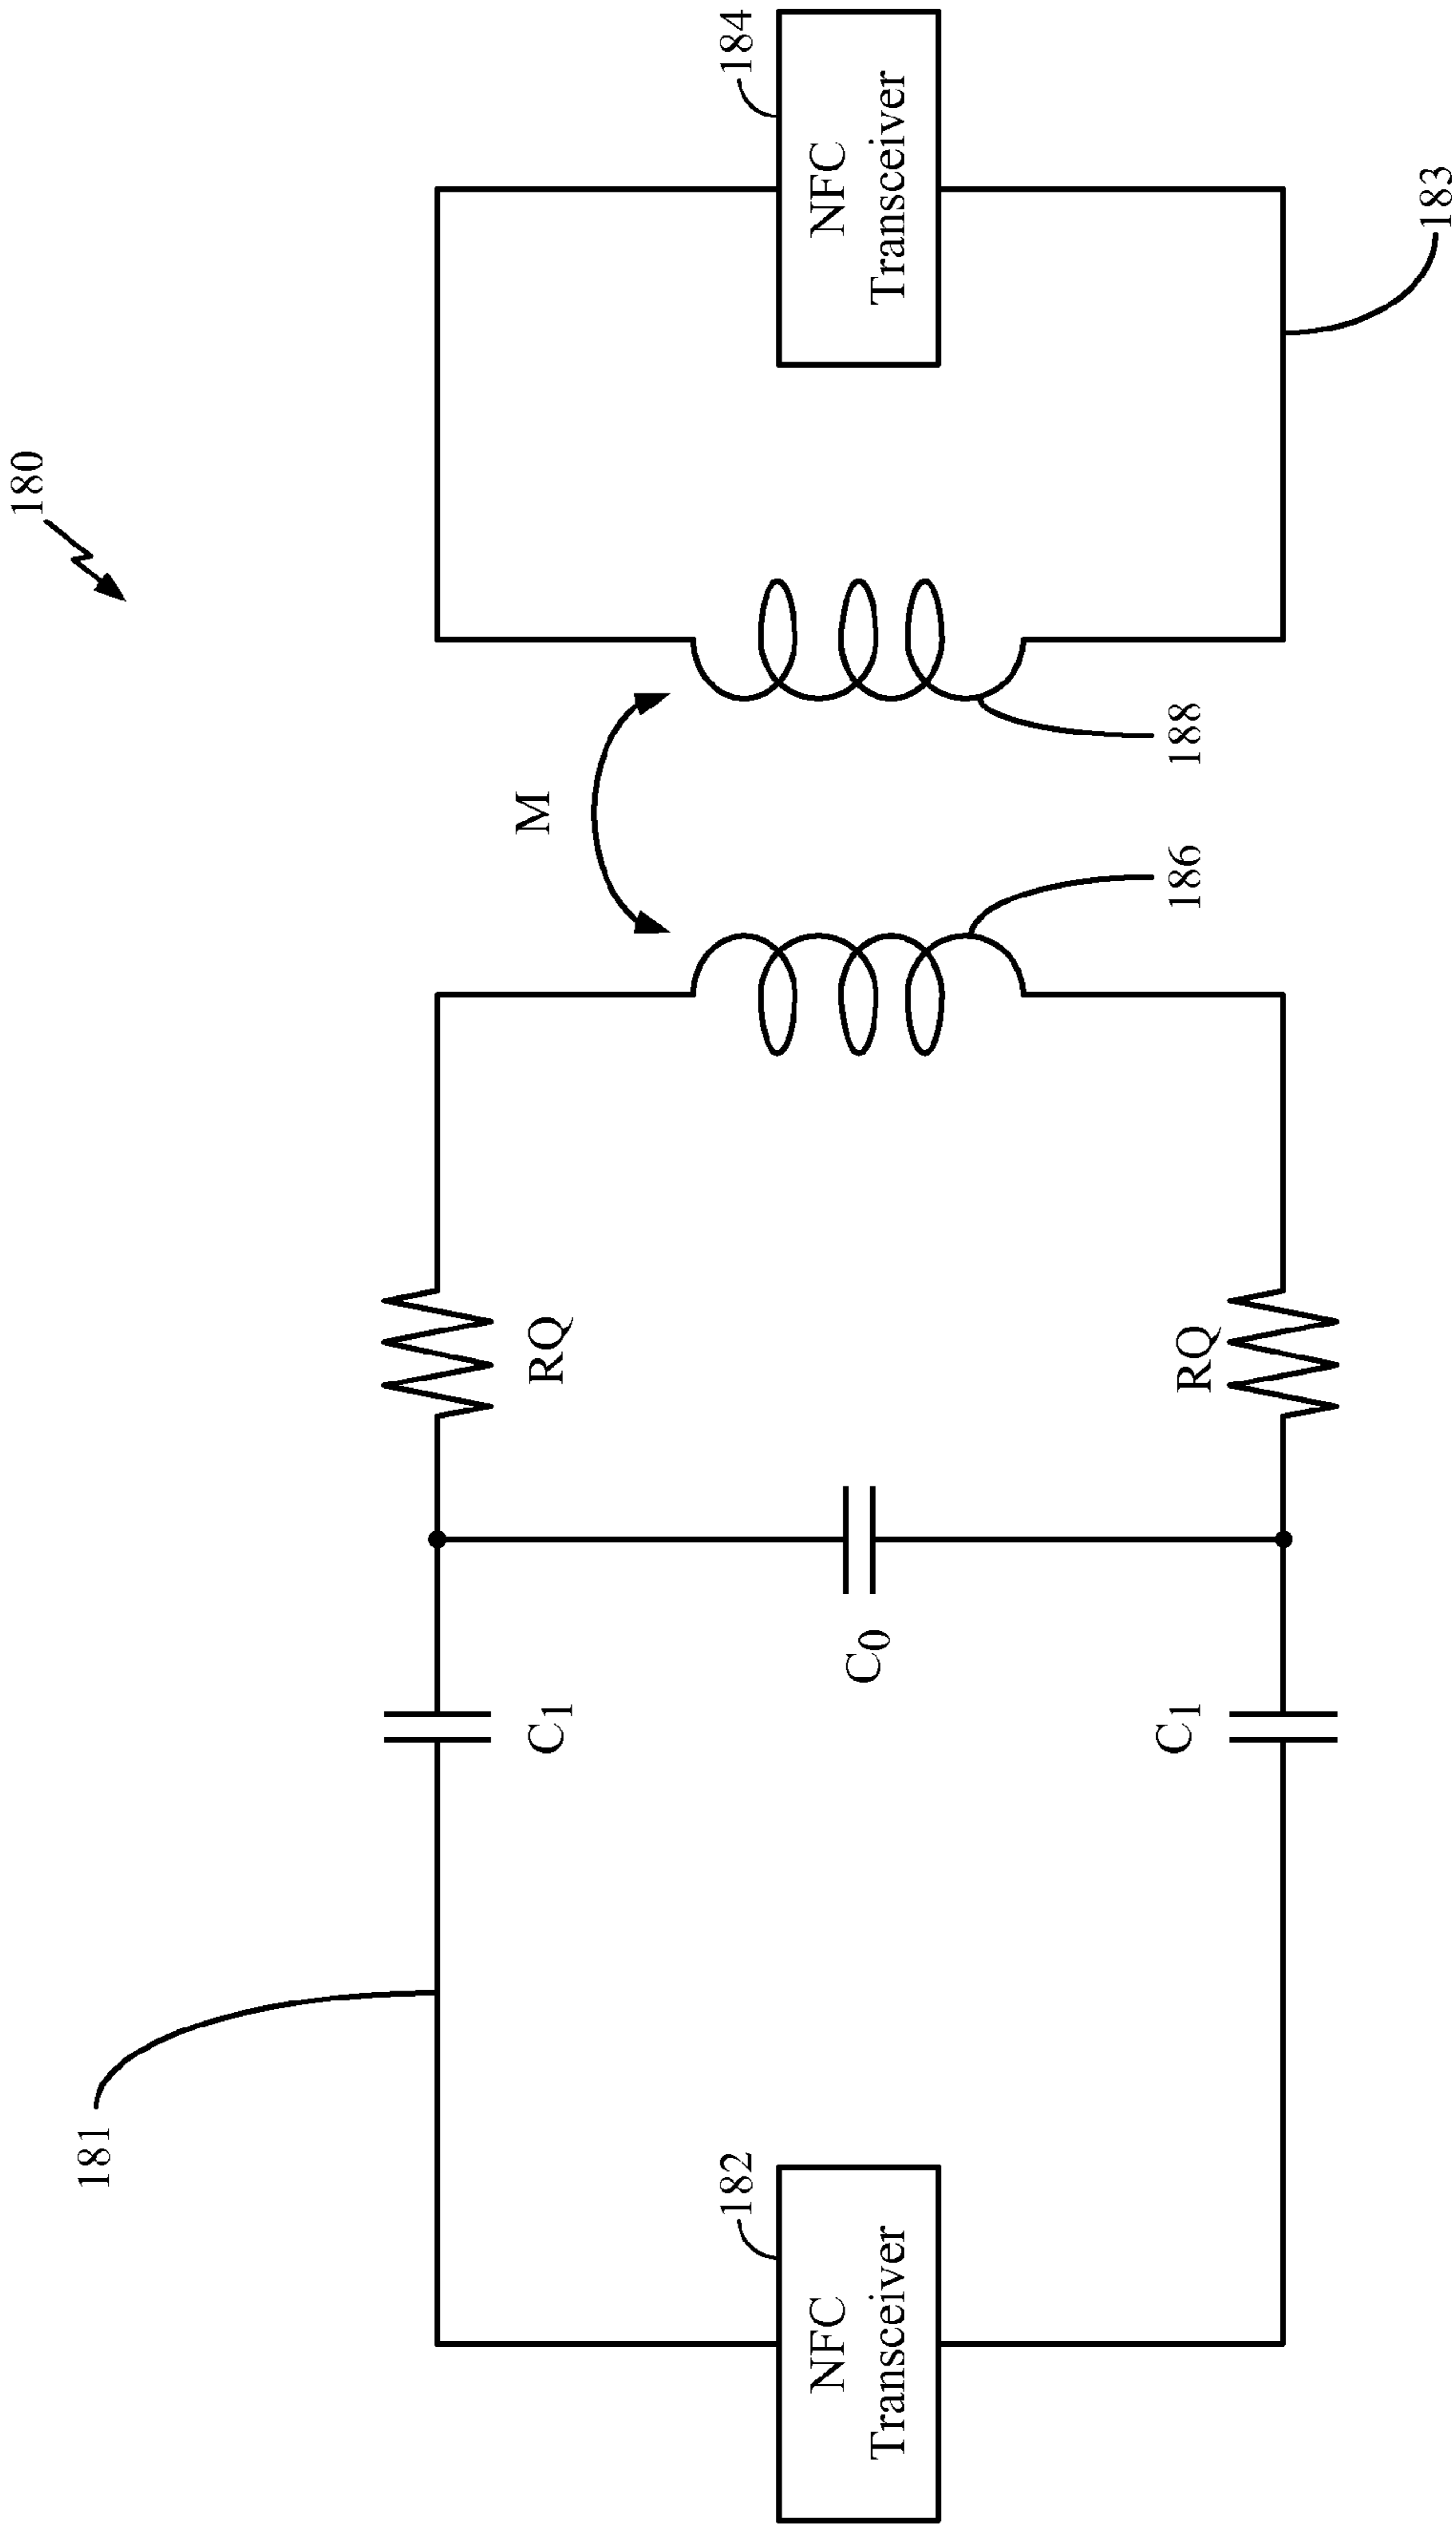 180
181
M
C₁
RQ
182
NFC
Transceiver
C₀
184
NFC
Transceiver
C₁
RQ
186
188
183